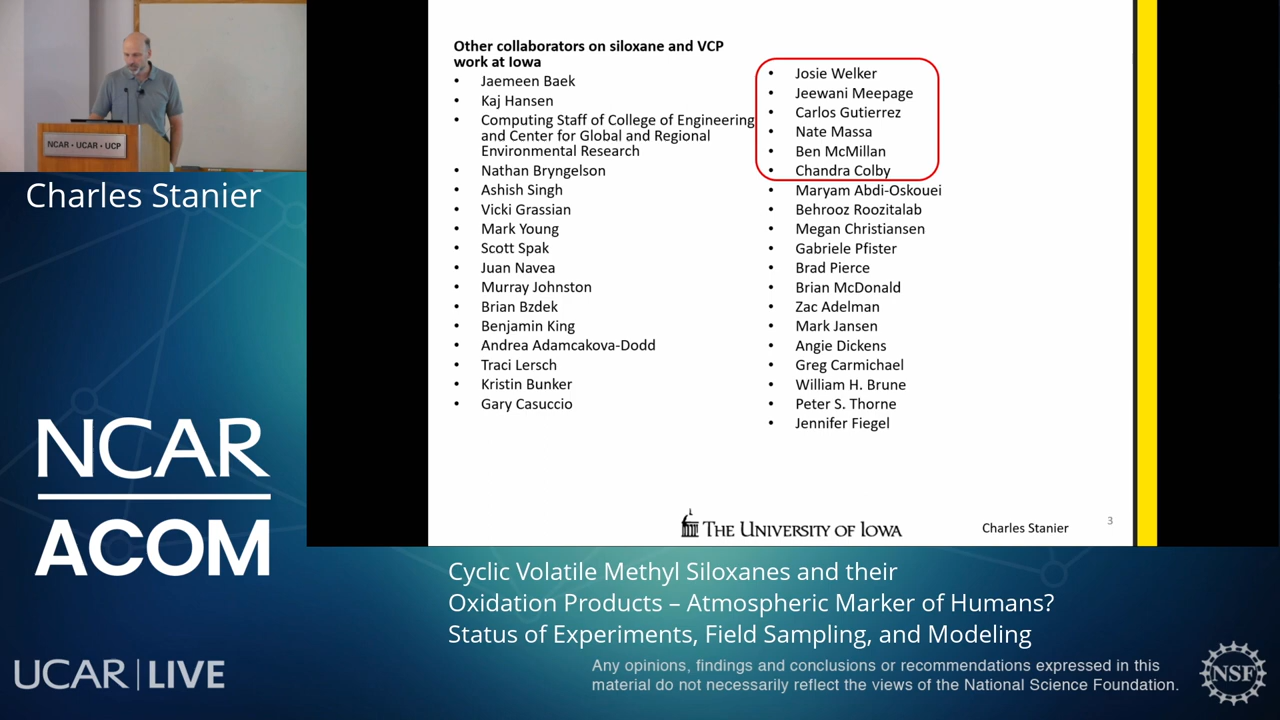 NCAR • UCAR • UCP
Charles Stanier
NCAR
ACOM
UCAR | LIVE
Other collaborators on siloxane and VCP
work at Iowa
• Jaemeen Baek
• Kaj Hansen
• Computing Staff of College of Engineering
and Center for Global and Regional
Environmental Research
• Nathan Bryngelson
• Ashish Singh
• Vicki Grassian
• Mark Young
• Scott Spak
• Juan Navea
• Murray Johnston
• Brian Bzdek
• Benjamin King
• Andrea Adamcakova-Dodd
• Traci Lersch
• Kristin Bunker
• Gary Casuccio
• Josie Welker
• Jeewani Meepage
• Carlos Gutierrez
• Nate Massa
• Ben McMillan
• Chandra Colby
• Maryam Abdi-Oskouei
• Behrooz Roozitalab
• Megan Christiansen
• Gabriele Pfister
• Brad Pierce
• Brian McDonald
• Zac Adelman
• Mark Jansen
• Angie Dickens
• Greg Carmichael
• William H. Brune
• Peter S. Thorne
• Jennifer Fiegel
THE UNIVERSITY OF IOWA
Charles Stanier
3
Cyclic Volatile Methyl Siloxanes and their
Oxidation Products – Atmospheric Marker of Humans?
Status of Experiments, Field Sampling, and Modeling
Any opinions, findings and conclusions or recommendations expressed in this
material do not necessarily reflect the views of the National Science Foundation.
NSF